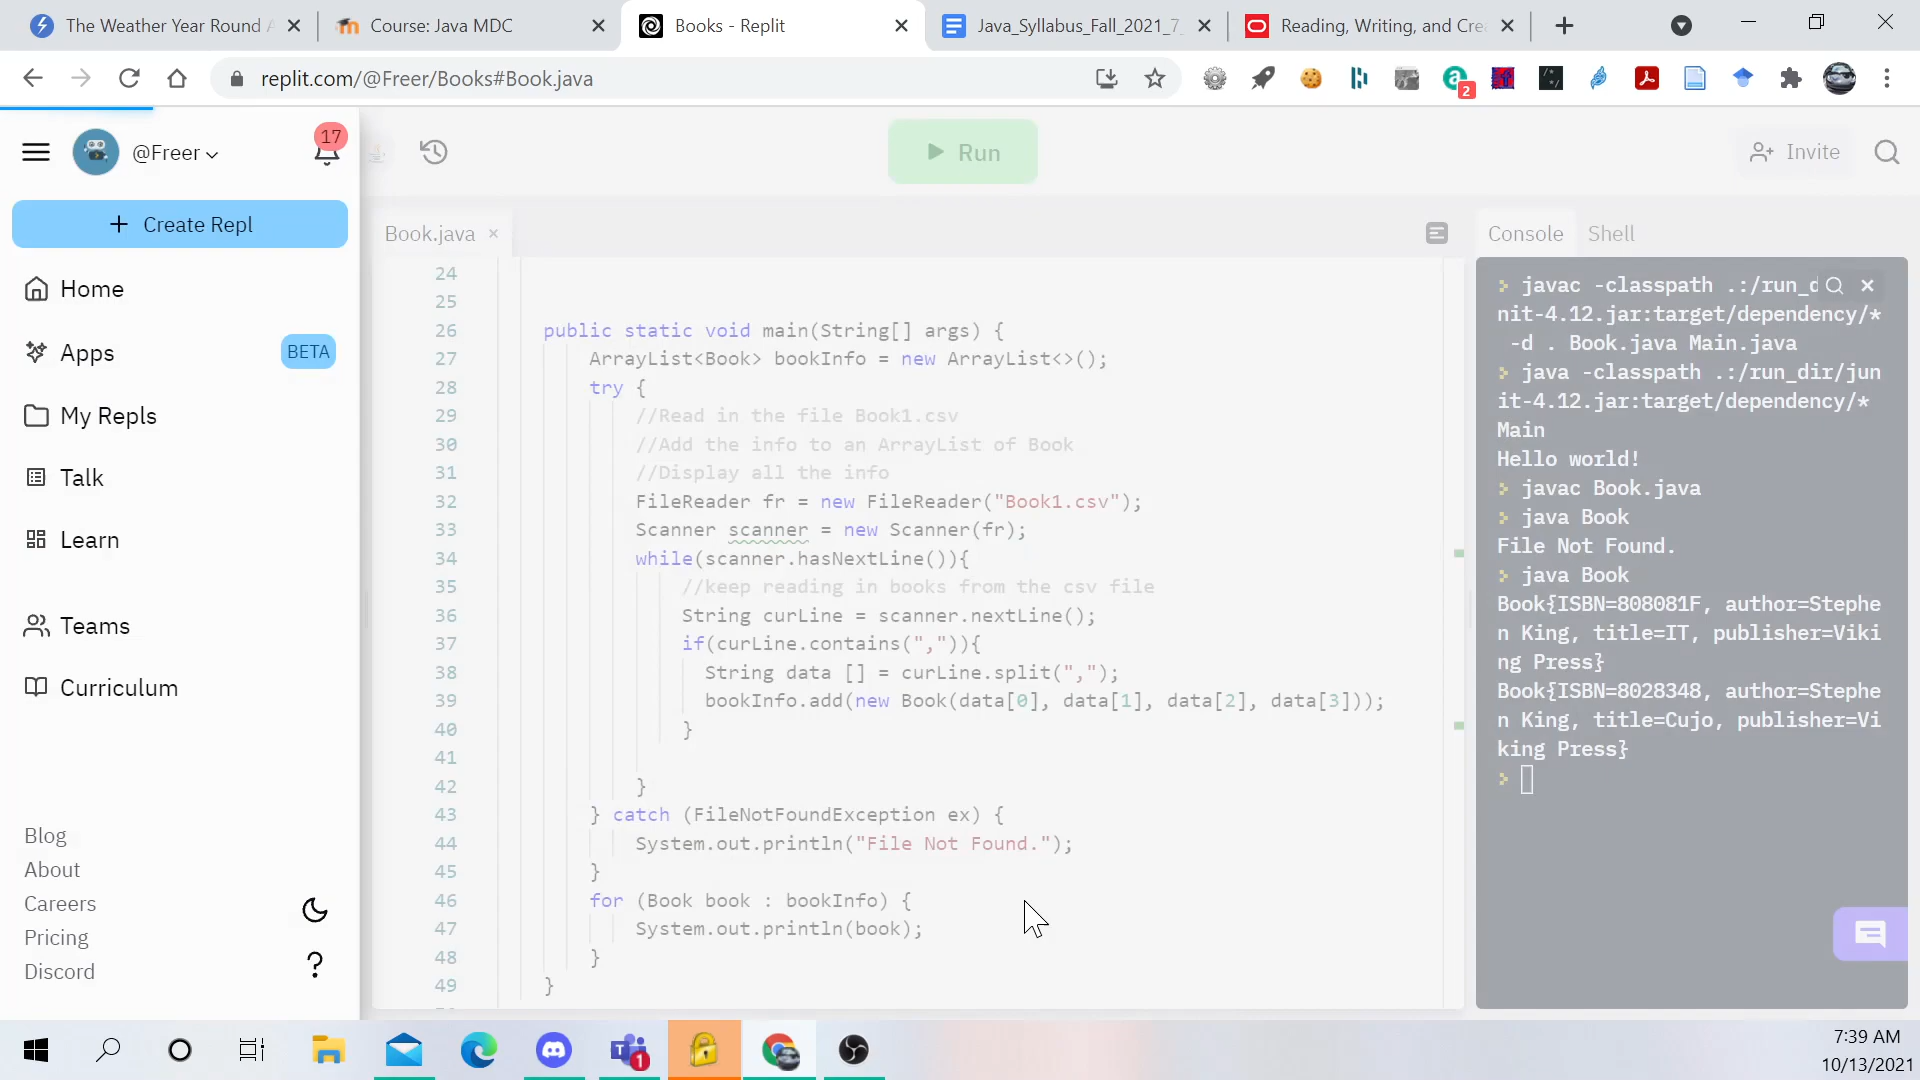 The Weather Year Round A
Course: Java MDC
Books - Replit
Java_Syllabus_Fall_2021_7_
Reading, Writing, and Cre
replit.com/@Freer/Books#Book.java
2
@Freer
17
Run
Invite
+ Create Repl
Home
Apps
BETA
My Repls
Talk
Learn
Teams
Curriculum
Blog
About
Careers
Pricing
Discord
?
Book.java
24
25
26 public static void main(String[] args) {
27 ArrayList<Book> bookInfo = new ArrayList<>();
28 try {
29 //Read in the file Book1.csv
30 //Add the info to an ArrayList of Book
31 //Display all the info
32 FileReader fr = new FileReader("Book1.csv");
33 Scanner scanner = new Scanner(fr);
34 while(scanner.hasNextLine()){
35 //keep reading in books from the csv file
36 String curLine = scanner.nextLine();
37 if(curLine.contains(",")){
38 String data [] = curLine.split(",");
39 bookInfo.add(new Book(data[0], data[1], data[2], data[3]));
40 }
41
42 }
43 } catch (FileNotFoundException ex) {
44 System.out.println("File Not Found.");
45 }
46 for (Book book : bookInfo) {
47 System.out.println(book);
48 }
49 }
Console
Shell
> javac -classpath .:/run_d
nit-4.12.jar:target/dependency/*
-d . Book.java Main.java
> java -classpath .:/run_dir/jun
it-4.12.jar:target/dependency/*
Main
Hello world!
> javac Book.java
> java Book
File Not Found.
> java Book
Book{ISBN=808081F, author=Stephe
n King, title=IT, publisher=Viki
ng Press}
Book{ISBN=8028348, author=Stephe
n King, title=Cujo, publisher=Vi
king Press}
>
1
7:39 AM
10/13/2021